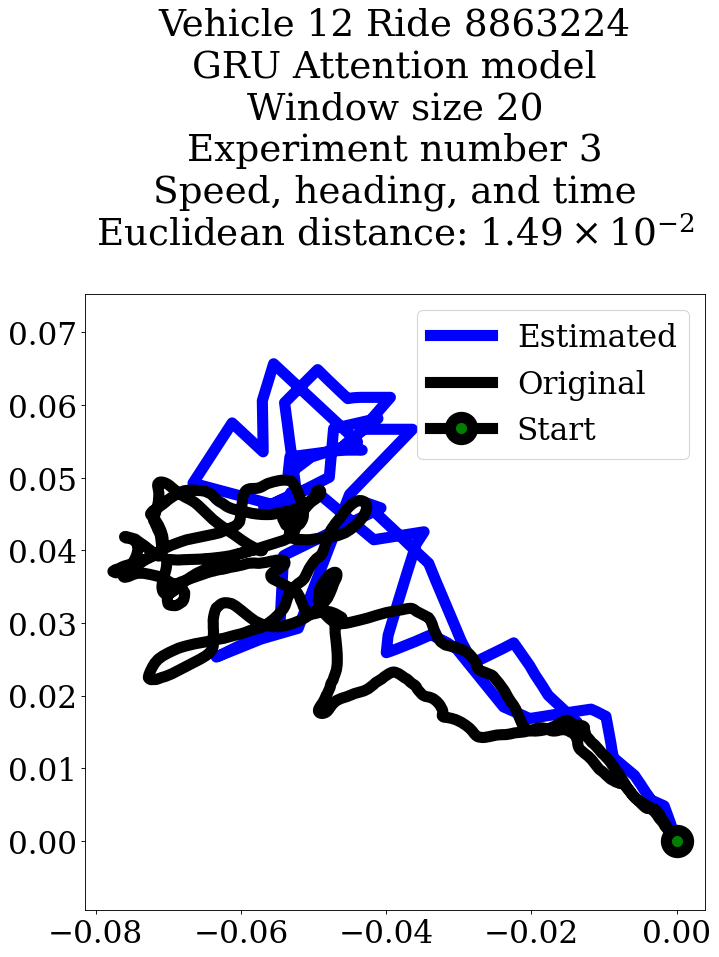 Vehicle 12 Ride 8863224
GRU Attention model
Window size 20
Experiment number 3
Speed, heading, and time
Euclidean distance: 1.49 × 10⁻²
Estimated
Original
Start
0.07
0.06
0.05
0.04
0.03
0.02
0.01
0.00
−0.08 −0.06 −0.04 −0.02 0.00